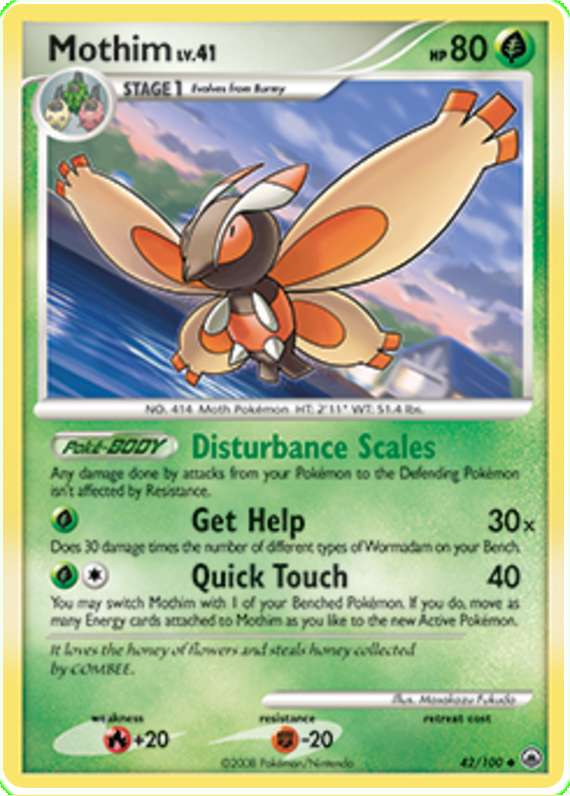 Mothim LV.41 HP 80
STAGE 1 Evolves from Burmy
NO. 414 Moth Pokémon HT: 2'11" WT: 51.4 lbs.
Poké-BODY Disturbance Scales
Any damage done by attacks from your Pokémon to the Defending Pokémon
isn't affected by Resistance.
Get Help 30x
Does 30 damage times the number of different types of Wormadam on your Bench.
Quick Touch 40
You may switch Mothim with 1 of your Benched Pokémon. If you do, move as
many Energy cards attached to Mothim as you like to the new Active Pokémon.
It loves the honey of flowers and steals honey collected
by COMBEE.
Illus. Masakazu Fukuda
weakness resistance retreat cost
+20 -20
©2008 Pokémon/Nintendo 42/100